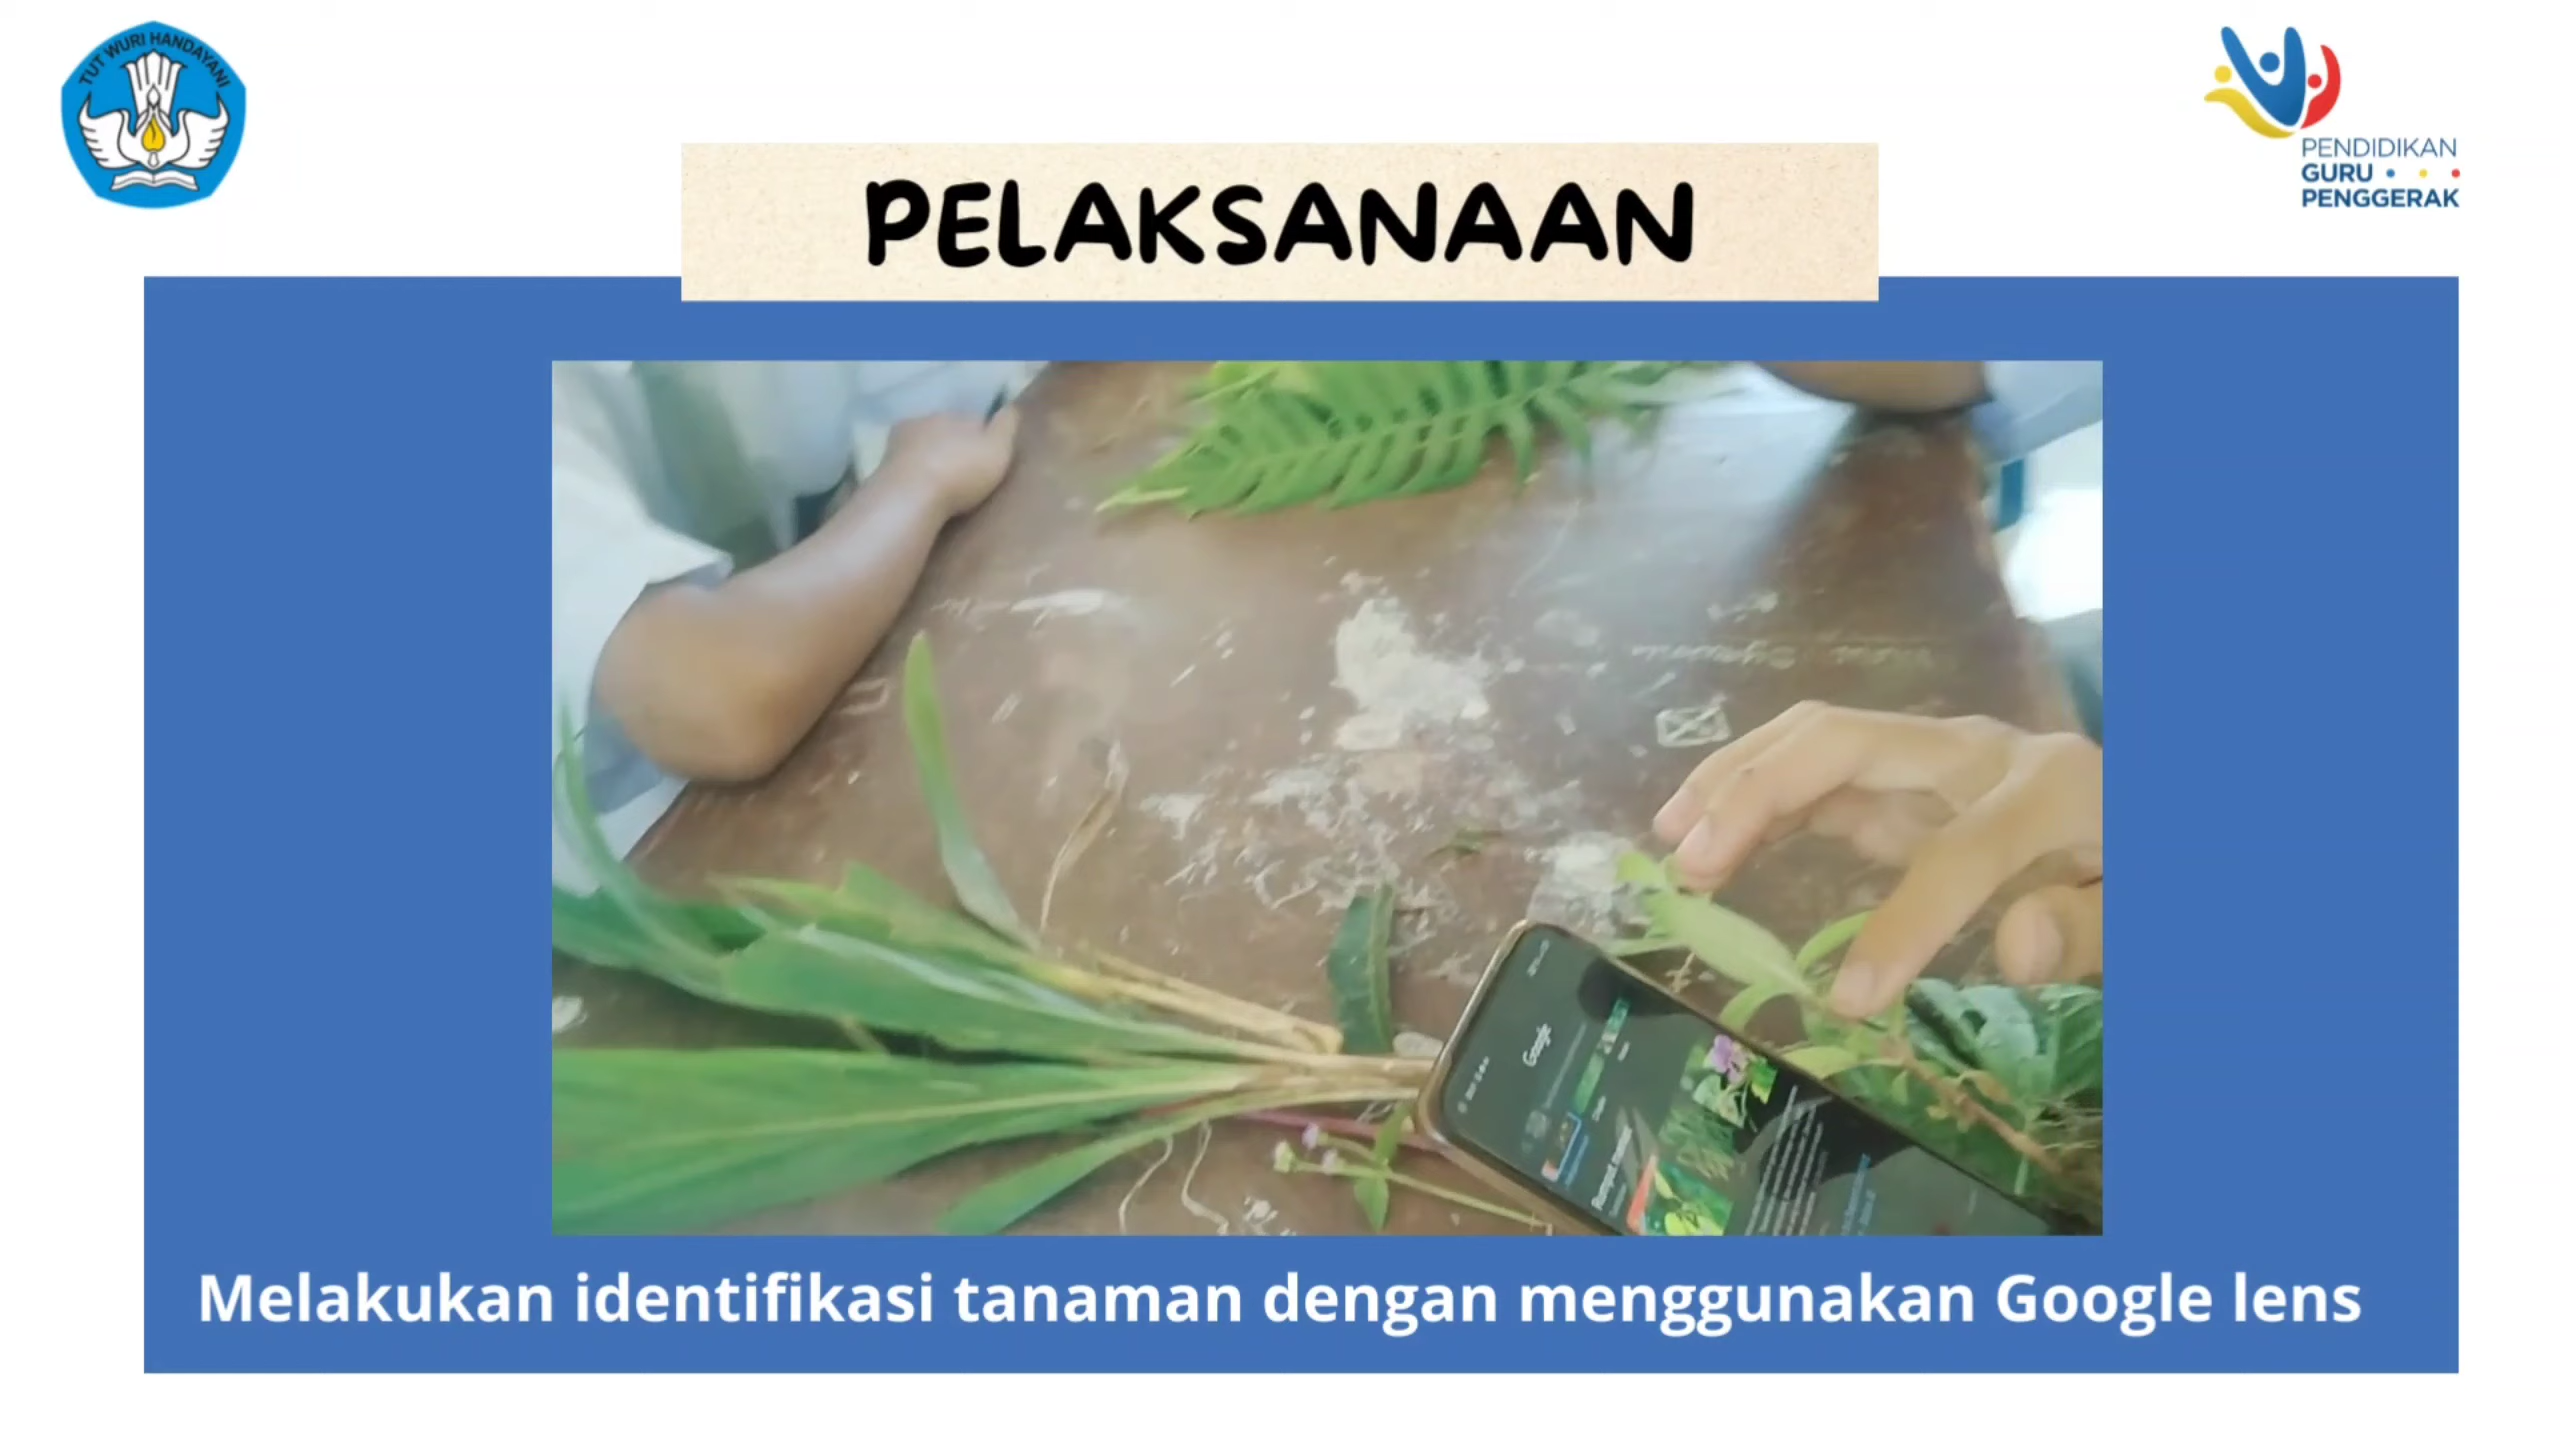 TUT WURI HANDAYANI
PENDIDIKAN
GURU
PENGGERAK
PELAKSANAAN
Google
Melakukan identifikasi tanaman dengan menggunakan Google lens